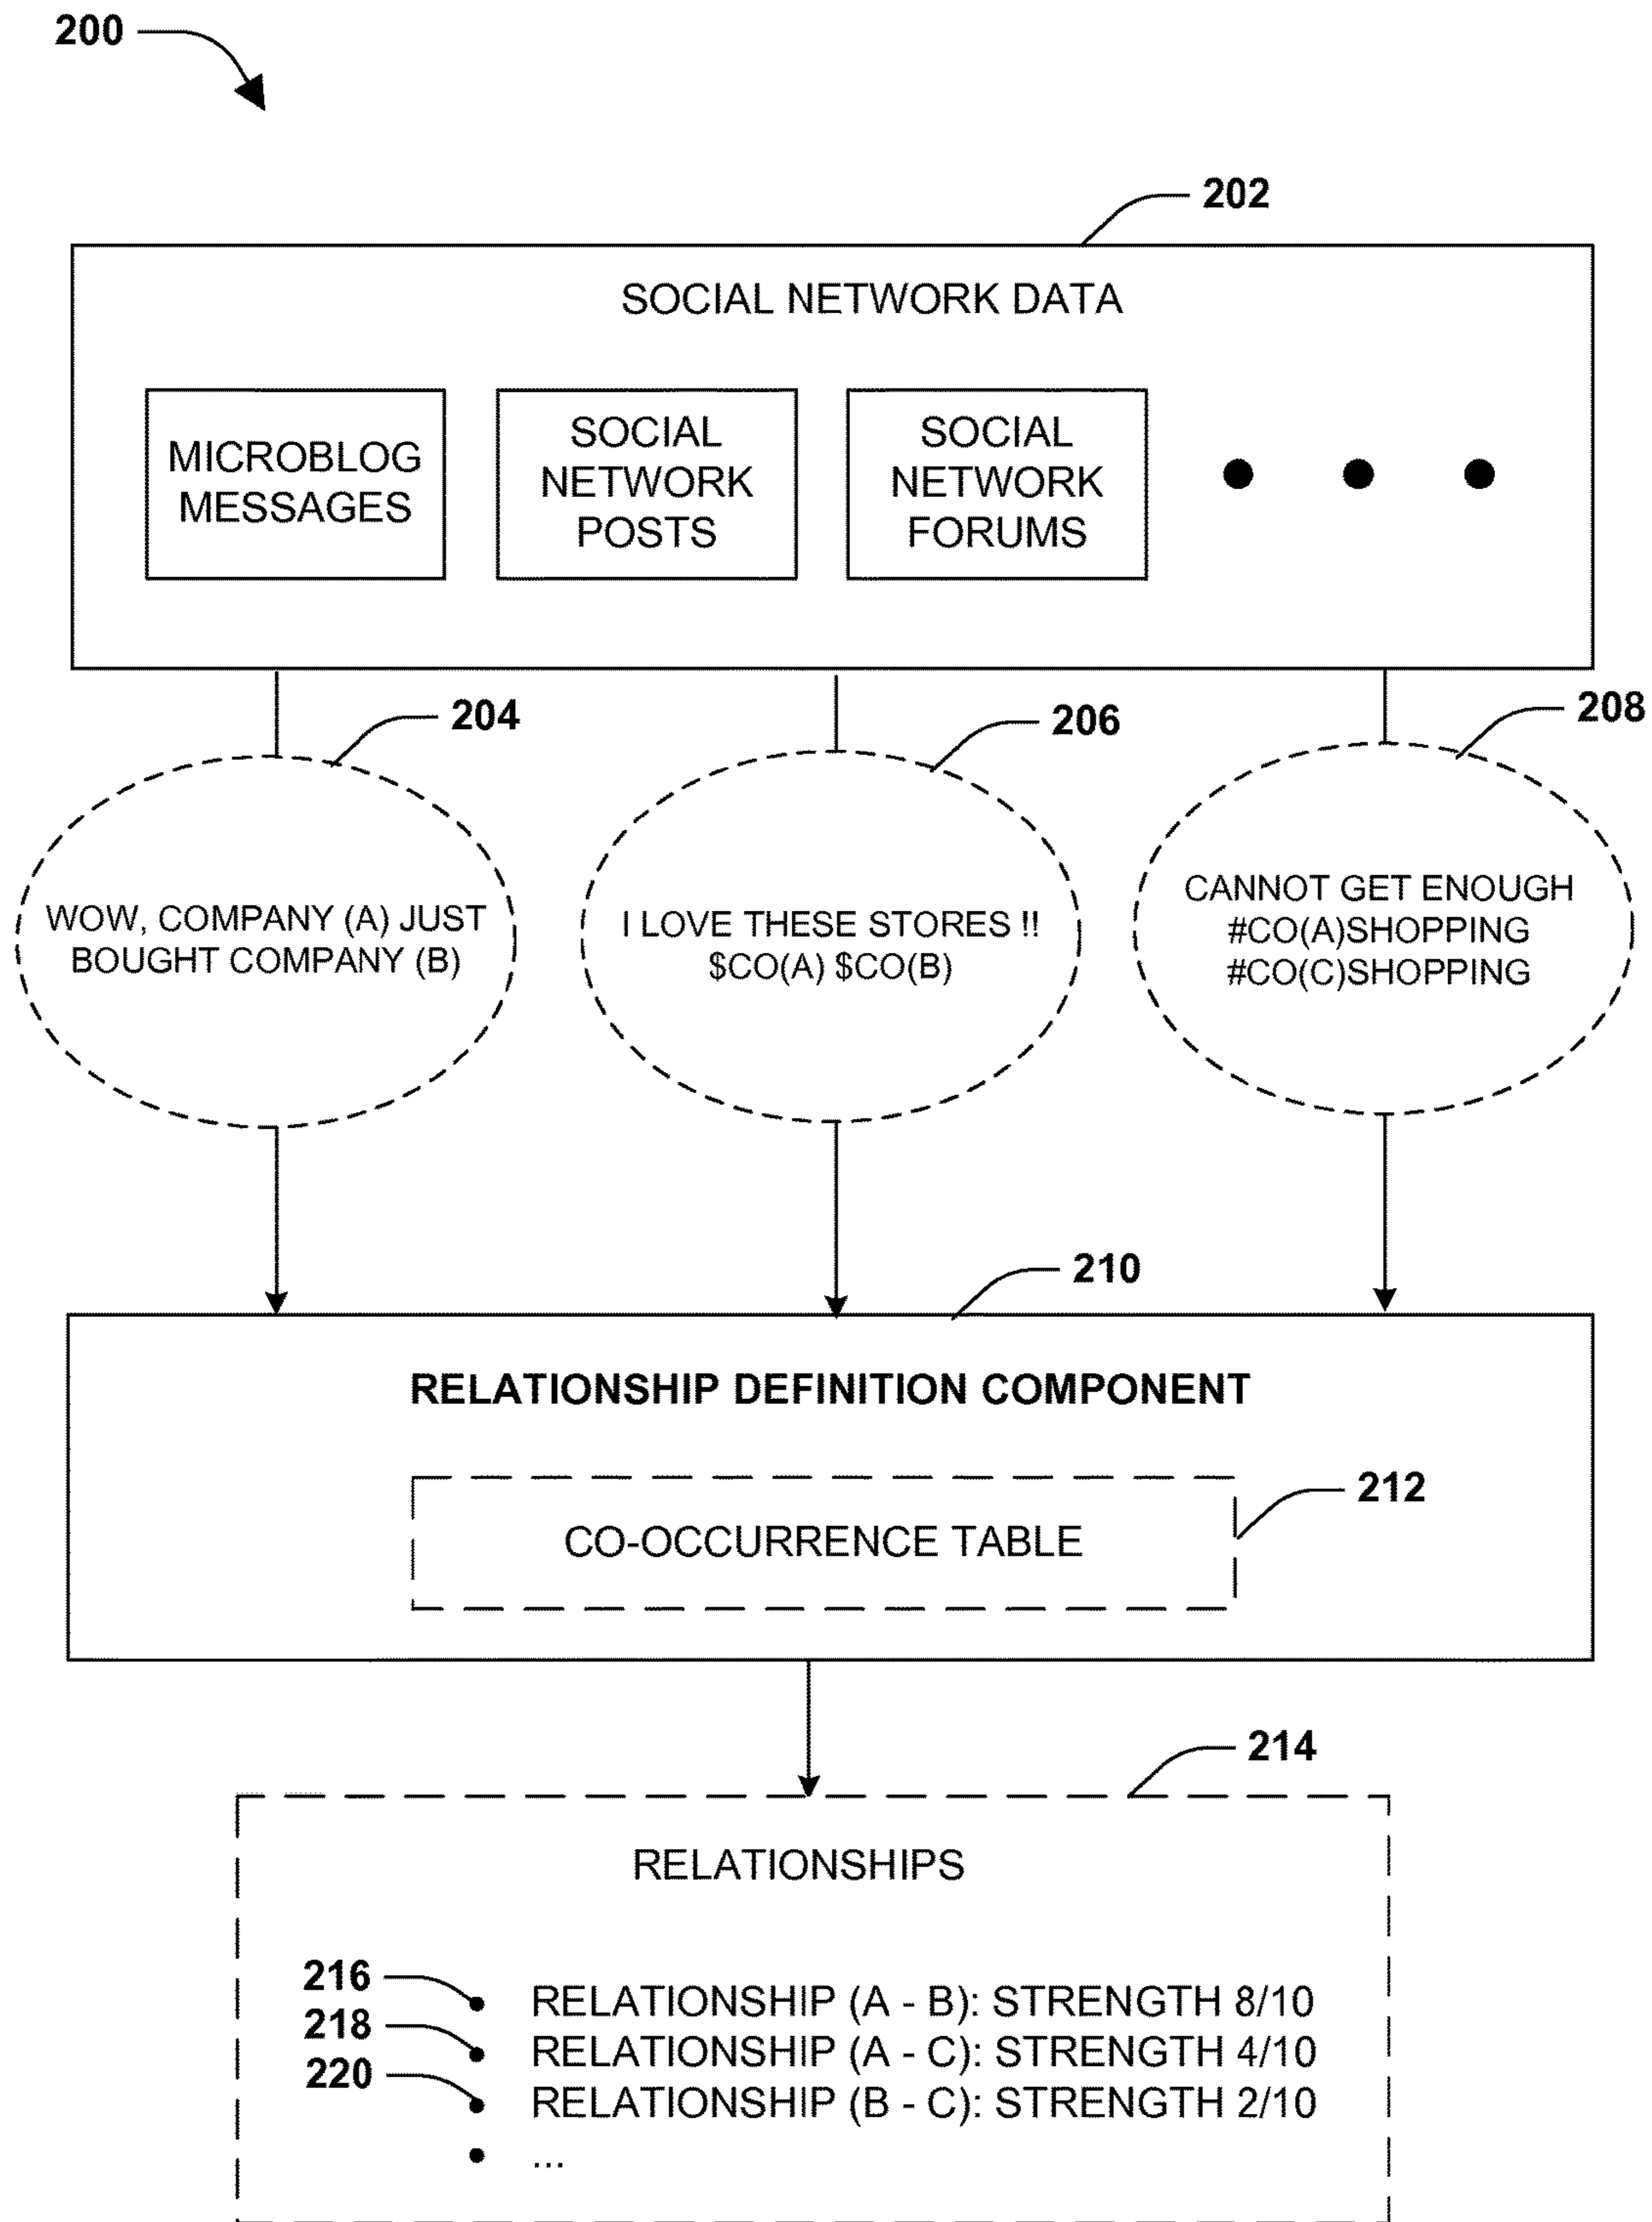 200
202
SOCIAL NETWORK DATA
MICROBLOG
MESSAGES
SOCIAL
NETWORK
POSTS
SOCIAL
NETWORK
FORUMS
204
206
208
WOW, COMPANY (A) JUST
BOUGHT COMPANY (B)
I LOVE THESE STORES !!
$CO(A) $CO(B)
CANNOT GET ENOUGH
#CO(A)SHOPPING
#CO(C)SHOPPING
210
RELATIONSHIP DEFINITION COMPONENT
212
CO-OCCURRENCE TABLE
214
RELATIONSHIPS
216
• RELATIONSHIP (A - B): STRENGTH 8/10
218
• RELATIONSHIP (A - C): STRENGTH 4/10
220
• RELATIONSHIP (B - C): STRENGTH 2/10
• ...